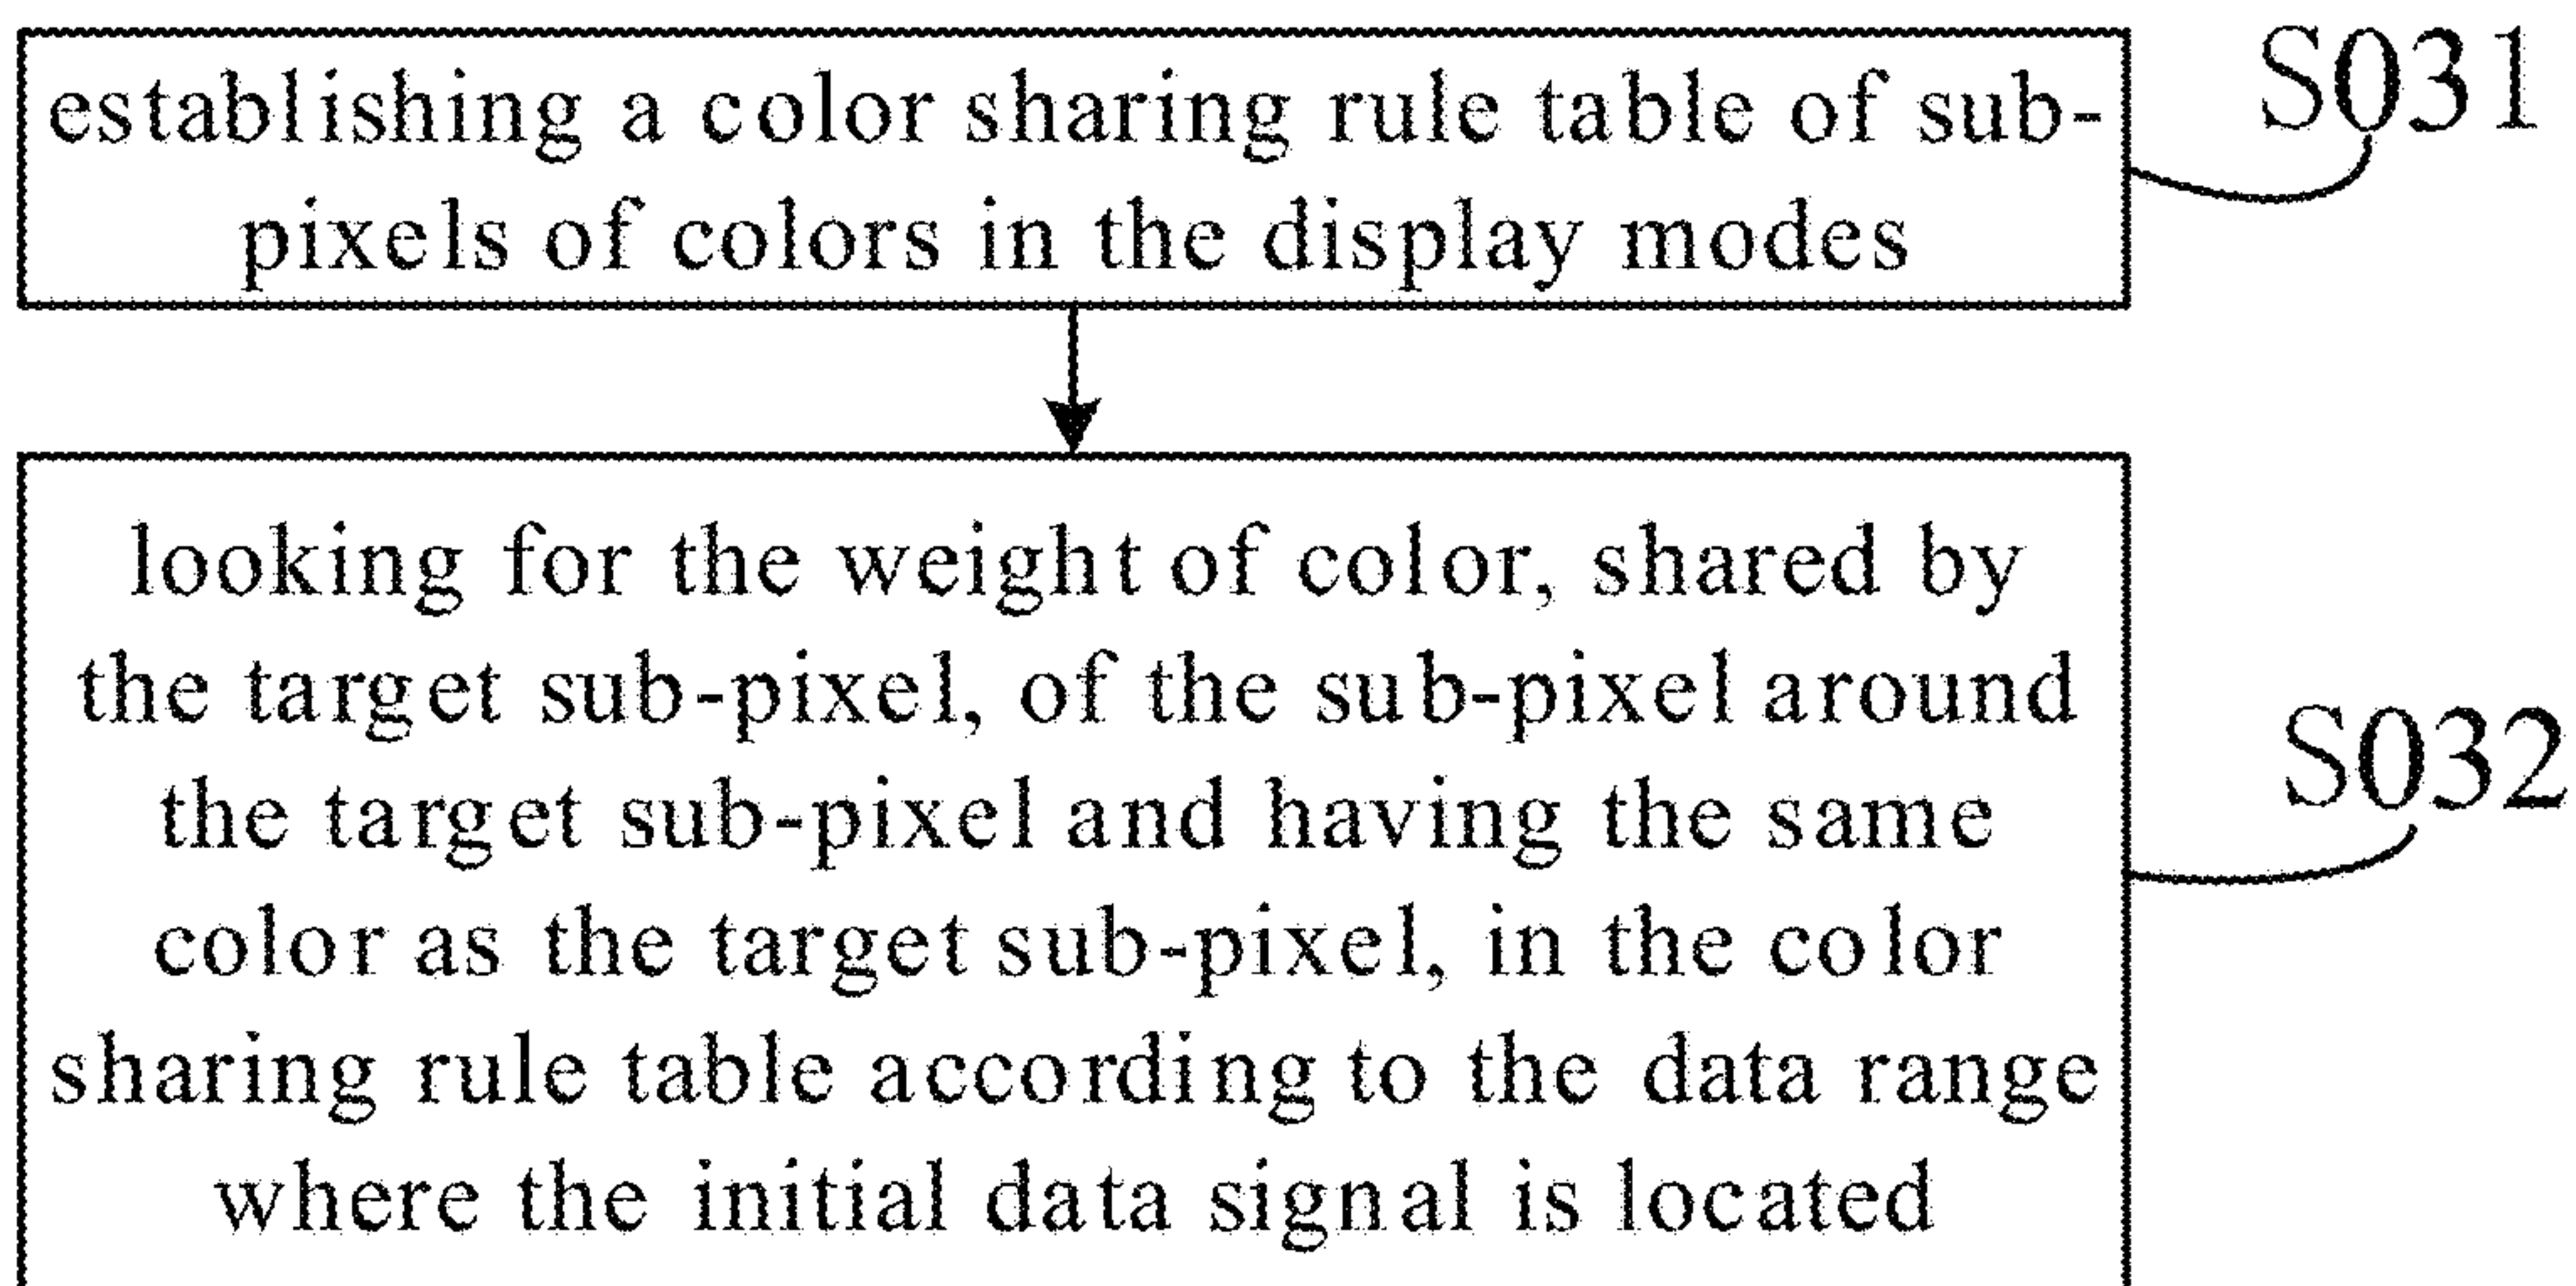 establishing a color sharing rule table of sub-
pixels of colors in the display modes
S031
looking for the weight of color, shared by
the target sub-pixel, of the sub-pixel around
the target sub-pixel and having the same
color as the target sub-pixel, in the color
sharing rule table according to the data range
where the initial data signal is located
S032